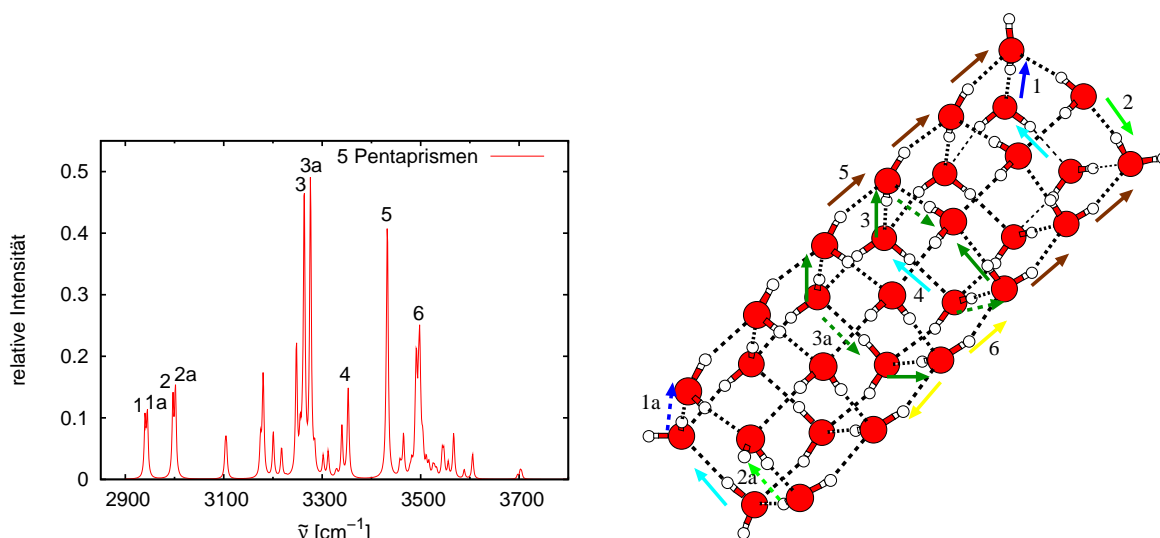 relative Intensität
0.5
0.4
0.3
0.2
0.1
0
5 Pentaprismen
1
1a
2
2a
3
3a
4
5
6
2900
3100
3300
3500
3700
ν̃ [cm⁻¹]
1
2
5
3
4
3a
6
1a
2a